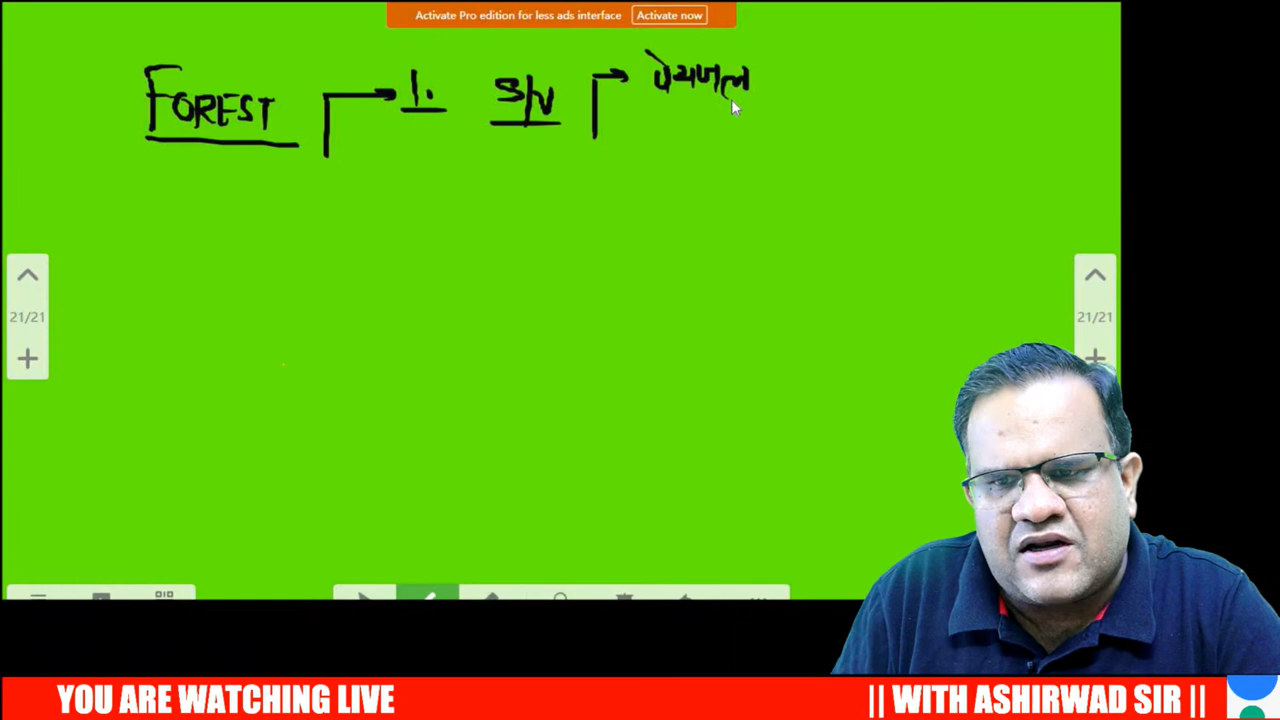 Activate Pro edition for less ads interface Activate now
FOREST 1. S/V पेयजल
21/21 21/21
YOU ARE WATCHING LIVE || WITH ASHIRWAD SIR ||